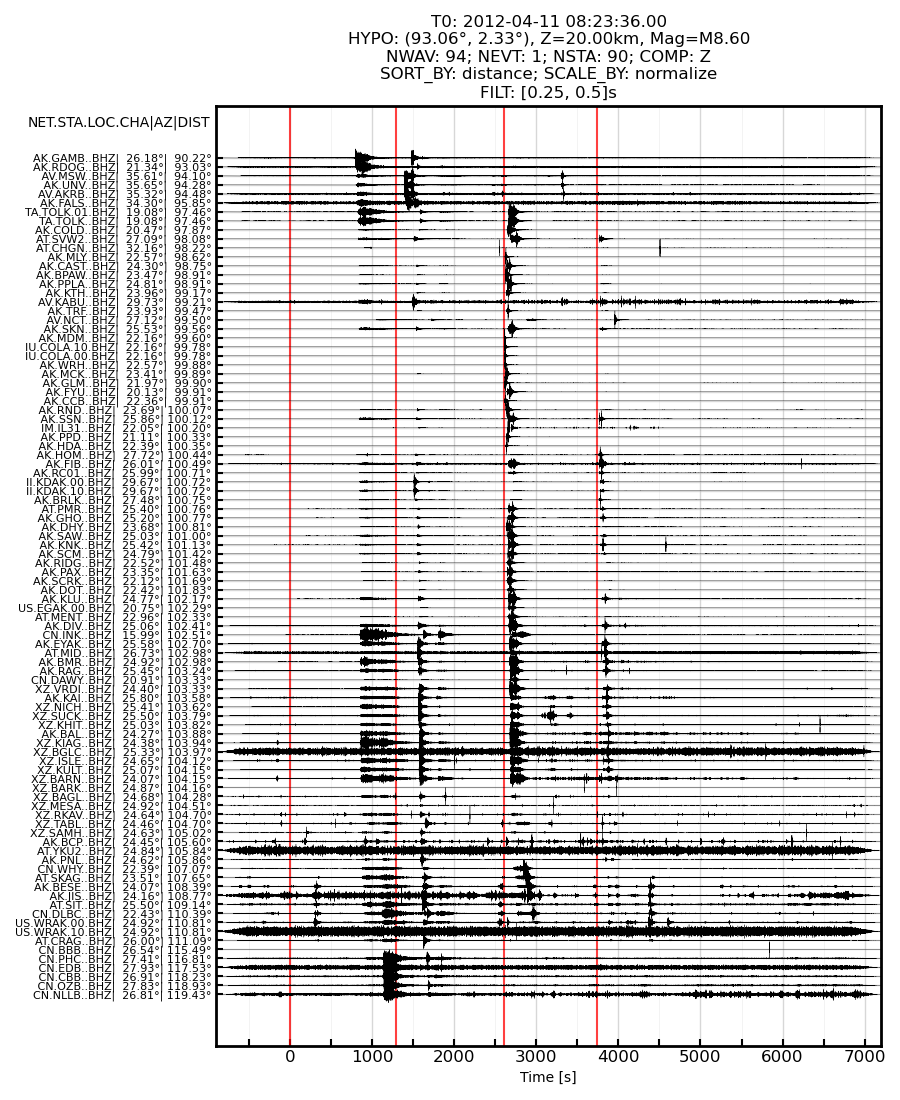 T0: 2012-04-11 08:23:36.00
HYPO: (93.06°, 2.33°), Z=20.00km, Mag=M8.60
NWAV: 94; NEVT: 1; NSTA: 90; COMP: Z
SORT_BY: distance; SCALE_BY: normalize
FILT: [0.25, 0.5]s
NET.STA.LOC.CHA|AZ|DIST
AK.GAMB..BHZ| 26.18°| 90.22°
AK.RDOG..BHZ| 21.34°| 93.03°
AV.MSW..BHZ| 35.61°| 94.10°
AK.UNV..BHZ| 35.65°| 94.28°
AV.AKRB..BHZ| 35.32°| 94.48°
AK.FALS..BHZ| 34.30°| 95.85°
TA.TOLK.01.BHZ| 19.08°| 97.46°
TA.TOLK..BHZ| 19.08°| 97.46°
AK.COLD..BHZ| 20.47°| 97.87°
AT.SVW2..BHZ| 27.09°| 98.08°
AT.CHGN..BHZ| 32.16°| 98.22°
AK.MLY..BHZ| 22.57°| 98.62°
AK.CAST..BHZ| 24.30°| 98.75°
AK.BPAW..BHZ| 23.47°| 98.91°
AK.PPLA..BHZ| 24.81°| 98.91°
AK.KTH..BHZ| 23.96°| 99.17°
AV.KABU..BHZ| 29.73°| 99.21°
AK.TRF..BHZ| 23.93°| 99.47°
AV.NCT..BHZ| 27.12°| 99.50°
AK.SKN..BHZ| 25.53°| 99.56°
AK.MDM..BHZ| 22.16°| 99.60°
IU.COLA.10.BHZ| 22.16°| 99.78°
IU.COLA.00.BHZ| 22.16°| 99.78°
AK.WRH..BHZ| 22.57°| 99.88°
AK.MCK..BHZ| 23.41°| 99.89°
AK.GLM..BHZ| 21.97°| 99.90°
AK.FYU..BHZ| 20.13°| 99.91°
AK.CCB..BHZ| 22.36°| 99.91°
AK.RND..BHZ| 23.69°| 100.07°
AK.SSN..BHZ| 25.86°| 100.12°
IM.IL31..BHZ| 22.05°| 100.20°
AK.PPD..BHZ| 21.11°| 100.33°
AK.HDA..BHZ| 22.39°| 100.35°
AK.HOM..BHZ| 27.72°| 100.44°
AK.FIB..BHZ| 26.01°| 100.49°
AK.RC01..BHZ| 25.99°| 100.71°
II.KDAK.00.BHZ| 29.67°| 100.72°
II.KDAK.10.BHZ| 29.67°| 100.72°
AK.BRLK..BHZ| 27.48°| 100.75°
AT.PMR..BHZ| 25.40°| 100.76°
AK.GHO..BHZ| 25.20°| 100.77°
AK.DHY..BHZ| 23.68°| 100.81°
AK.SAW..BHZ| 25.03°| 101.00°
AK.KNK..BHZ| 25.42°| 101.13°
AK.SCM..BHZ| 24.79°| 101.42°
AK.RIDG..BHZ| 22.52°| 101.48°
AK.PAX..BHZ| 23.35°| 101.63°
AK.SCRK..BHZ| 22.12°| 101.69°
AK.DOT..BHZ| 22.42°| 101.83°
AK.KLU..BHZ| 24.77°| 102.17°
US.EGAK.00.BHZ| 20.75°| 102.29°
AT.MENT..BHZ| 22.96°| 102.33°
AK.DIV..BHZ| 25.06°| 102.41°
CN.INK..BHZ| 15.99°| 102.51°
AK.EYAK..BHZ| 25.58°| 102.70°
AT.MID..BHZ| 26.73°| 102.98°
AK.BMR..BHZ| 24.92°| 102.98°
AK.RAG..BHZ| 25.45°| 103.24°
CN.DAWY..BHZ| 20.91°| 103.33°
XZ.VRDI..BHZ| 24.40°| 103.33°
AK.KAI..BHZ| 25.80°| 103.58°
XZ.NICH..BHZ| 25.41°| 103.62°
XZ.SUCK..BHZ| 25.50°| 103.79°
XZ.KHIT..BHZ| 25.03°| 103.82°
AK.BAL..BHZ| 24.27°| 103.88°
XZ.KIAG..BHZ| 24.38°| 103.94°
XZ.BGLC..BHZ| 25.33°| 103.97°
XZ.ISLE..BHZ| 24.65°| 104.12°
XZ.KULT..BHZ| 25.07°| 104.15°
XZ.BARN..BHZ| 24.07°| 104.15°
AK.BARK..BHZ| 24.87°| 104.16°
XZ.BAGL..BHZ| 24.68°| 104.28°
XZ.MESA..BHZ| 24.92°| 104.51°
XZ.RKAV..BHZ| 24.64°| 104.70°
XZ.TABL..BHZ| 24.46°| 104.70°
XZ.SAMH..BHZ| 24.63°| 105.02°
AK.BCP..BHZ| 24.45°| 105.60°
AT.YKU2..BHZ| 24.84°| 105.84°
AK.PNL..BHZ| 24.62°| 105.86°
CN.WHY..BHZ| 22.39°| 107.07°
AT.SKAG..BHZ| 23.51°| 107.65°
AK.BESE..BHZ| 24.07°| 108.39°
AK.JIS..BHZ| 24.16°| 108.77°
AT.SIT..BHZ| 25.50°| 109.14°
CN.DLBC..BHZ| 22.43°| 110.39°
US.WRAK.00.BHZ| 24.92°| 110.81°
US.WRAK.10.BHZ| 24.92°| 110.81°
AT.CRAG..BHZ| 26.00°| 111.09°
CN.BBB..BHZ| 26.54°| 115.49°
CN.PHC..BHZ| 27.41°| 116.81°
CN.EDB..BHZ| 27.93°| 117.53°
CN.CBB..BHZ| 26.91°| 118.23°
CN.OZB..BHZ| 27.83°| 118.93°
CN.NLLB..BHZ| 26.81°| 119.43°
0 1000 2000 3000 4000 5000 6000 7000
Time [s]